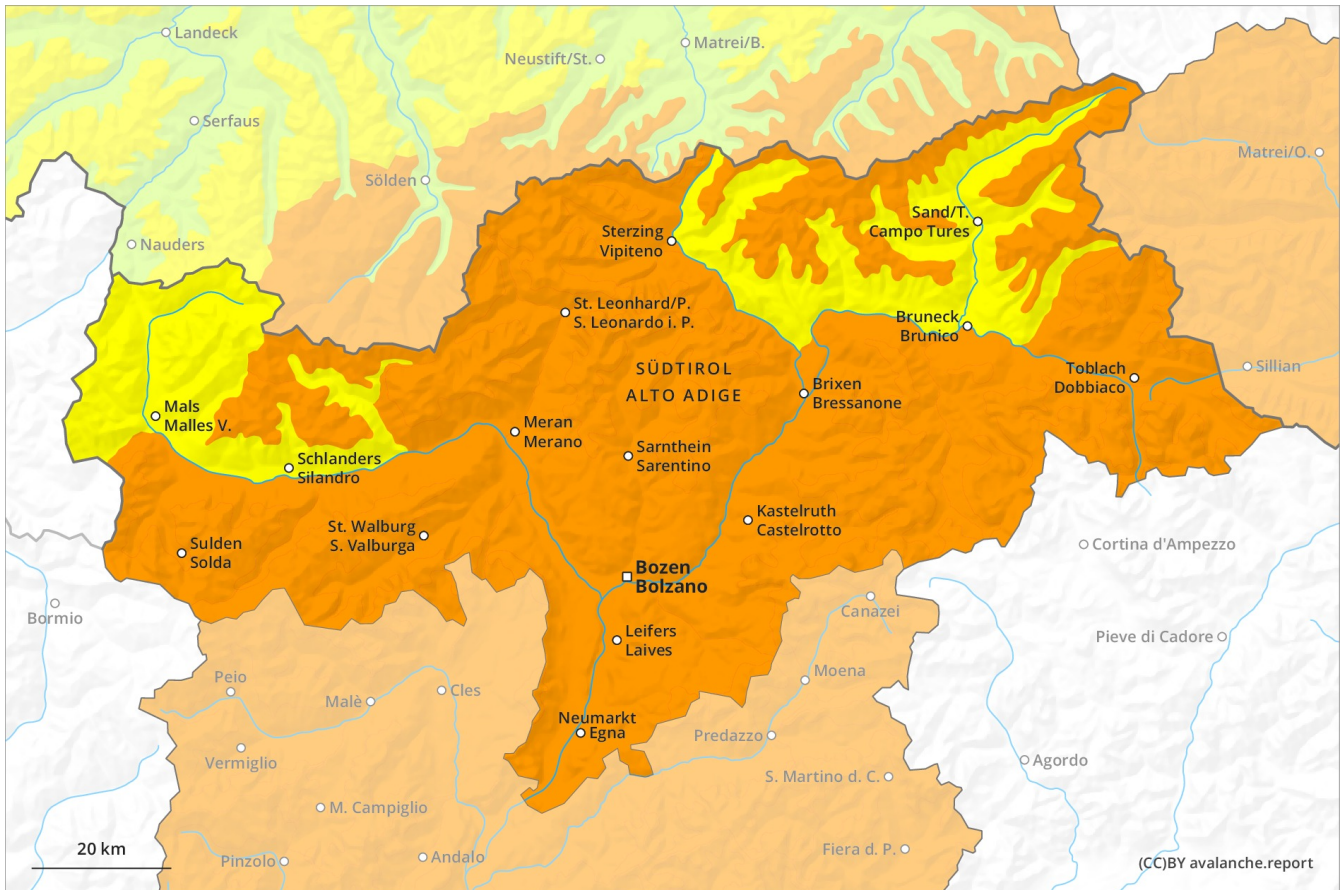 Landeck
Matrei/B.
Neustift/St.
Serfaus
Matrei/O.
Sölden
Sand/T.
Campo Tures
Sterzing
Vipiteno
Nauders
St. Leonhard/P.
S. Leonardo i. P.
Bruneck
Brunico
SÜDTIROL
ALTO ADIGE
Toblach
Dobbiaco
Sillian
Brixen
Bressanone
Mals
Malles V.
Meran
Merano
Sarnthein
Sarentino
Schlanders
Silandro
Kastelruth
Castelrotto
St. Walburg
S. Valburga
Sulden
Solda
Cortina d'Ampezzo
Bozen
Bolzano
Bormio
Canazei
Leifers
Laives
Pieve di Cadore
Peio
Moena
Malè
Cles
Neumarkt
Egna
Predazzo
Vermiglio
Agordo
S. Martino d. C.
M. Campiglio
20 km
Pinzolo
Andalo
Fiera d. P.
(CC)BY avalanche.report